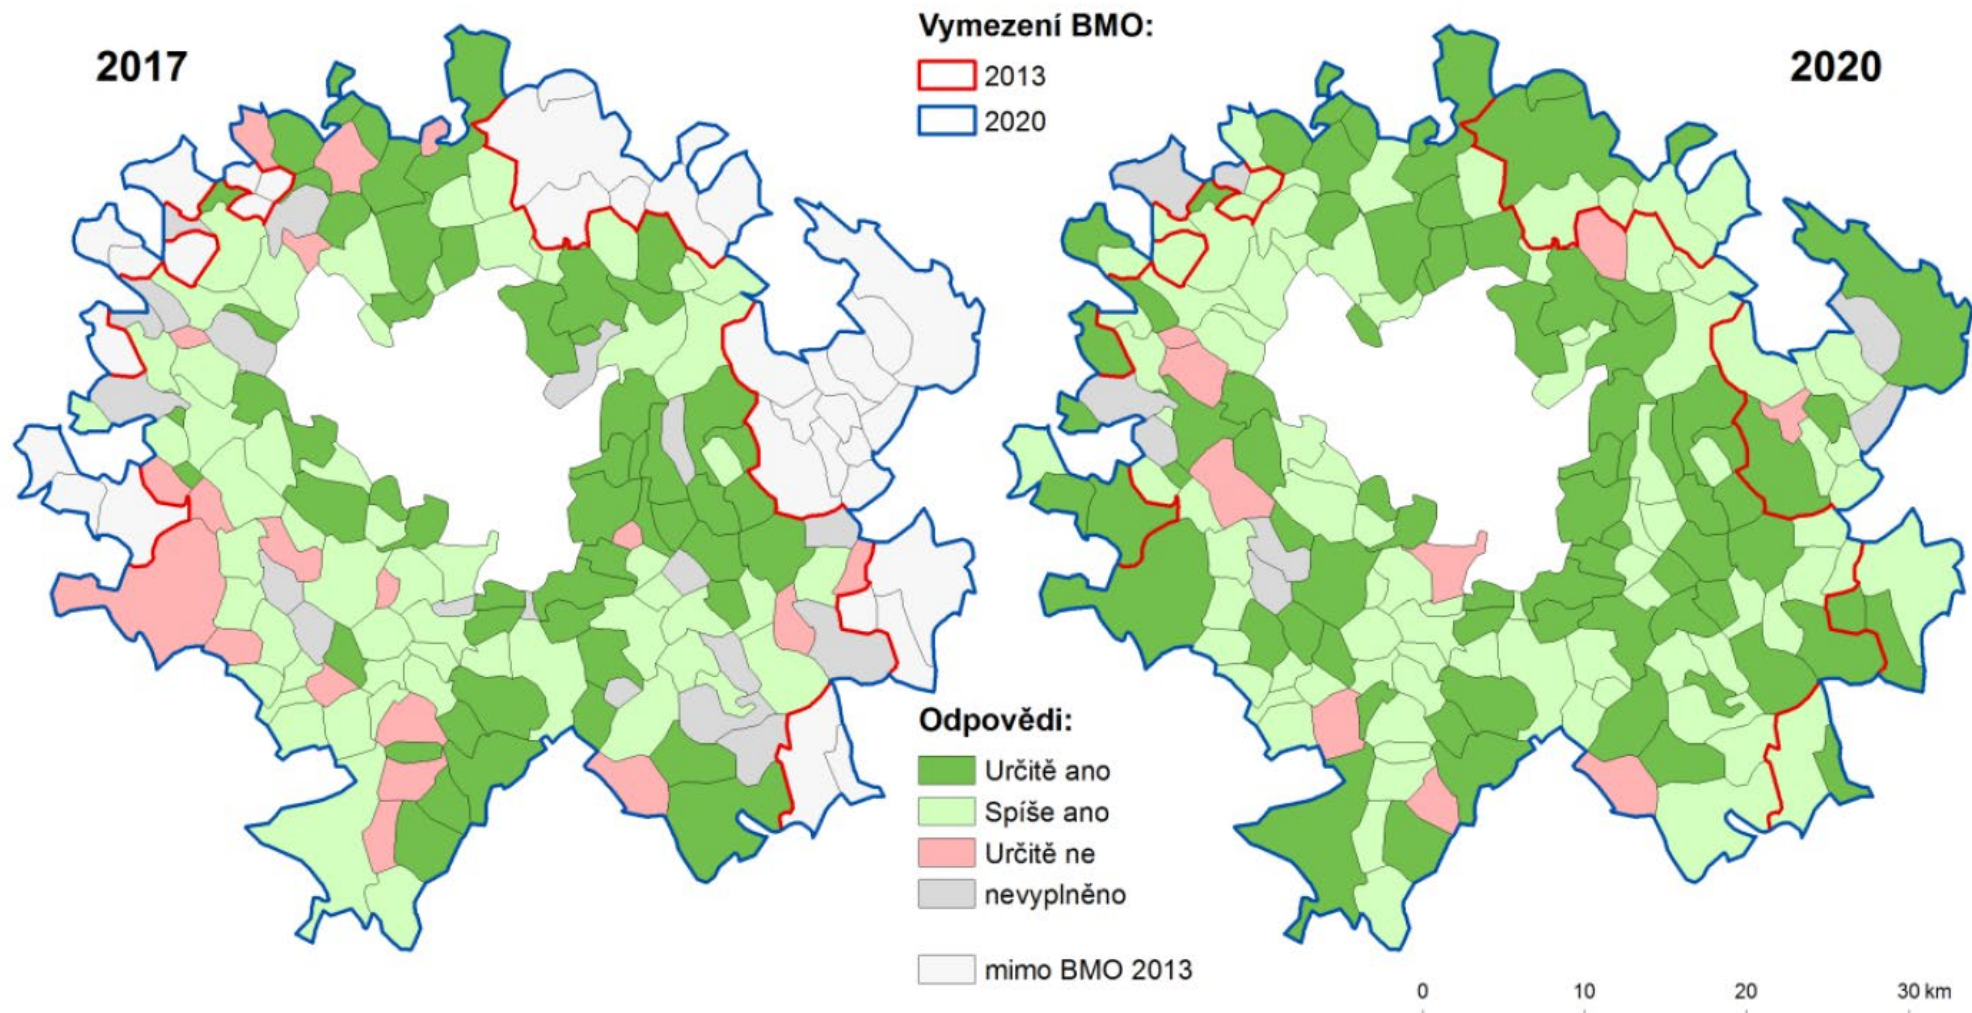 2017
Vymezení BMO:
2013
2020
2020
Odpovědi:
Určitě ano
Spíše ano
Určitě ne
nevyplněno
mimo BMO 2013
0 10 20 30 km